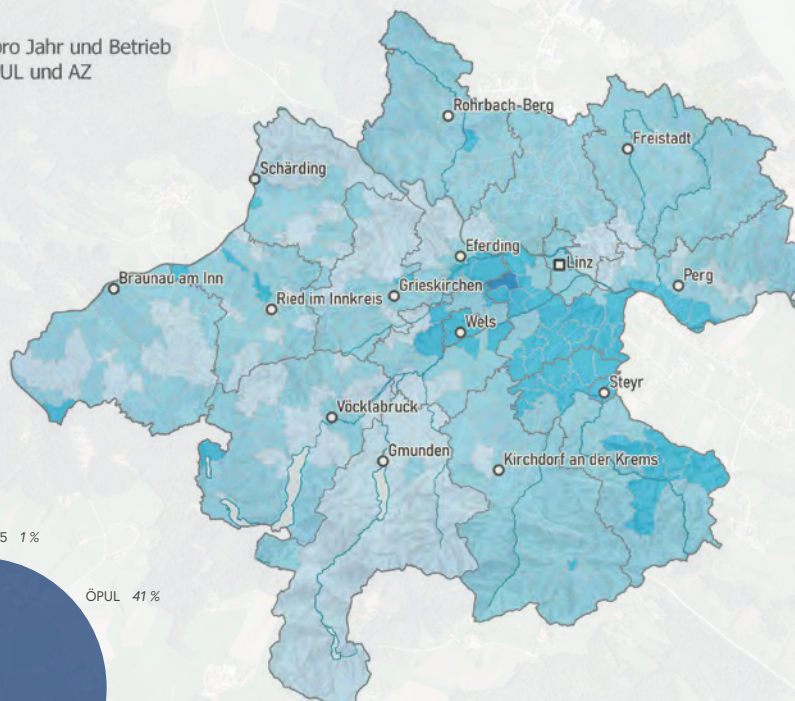 pro Jahr und Betrieb
UL und AZ
Rohrbach-Berg
Freistadt
Schärding
Eferding
Linz
Braunau am Inn
Grieskirchen
Perg
Ried im Innkreis
Wels
Steyr
Vöcklabruck
Gmunden
Kirchdorf an der Krems
5 1 %
ÖPUL 41 %